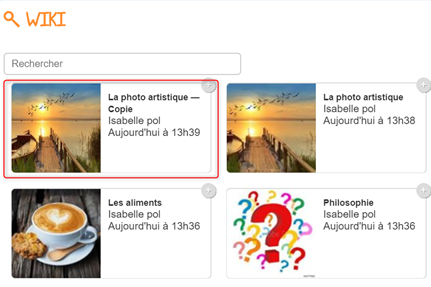 WIKI
Rechercher
La photo artistique —
Copie
Isabelle pol
Aujourd'hui à 13h39
La photo artistique
Isabelle pol
Aujourd'hui à 13h38
Les aliments
Isabelle pol
Aujourd'hui à 13h36
Philosophie
Isabelle pol
Aujourd'hui à 13h36